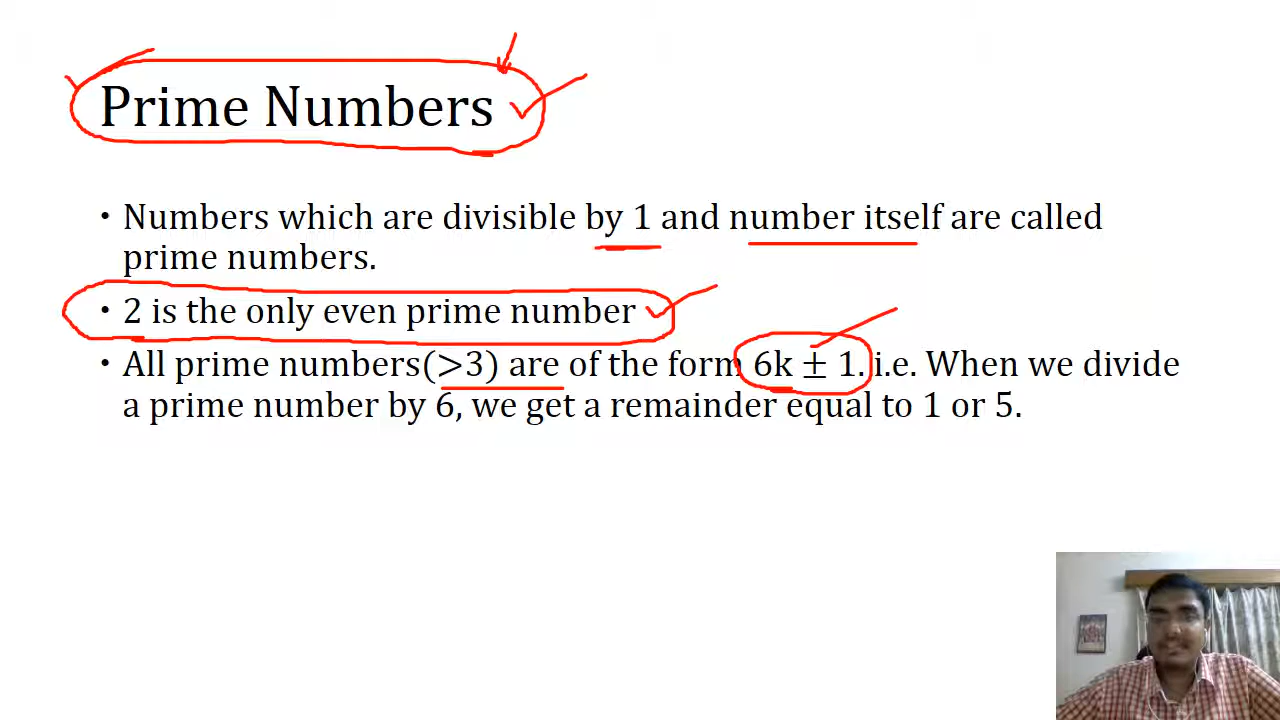 Prime Numbers
• Numbers which are divisible by 1 and number itself are called
prime numbers.
• 2 is the only even prime number
• All prime numbers(>3) are of the form 6k ± 1. i.e. When we divide
a prime number by 6, we get a remainder equal to 1 or 5.